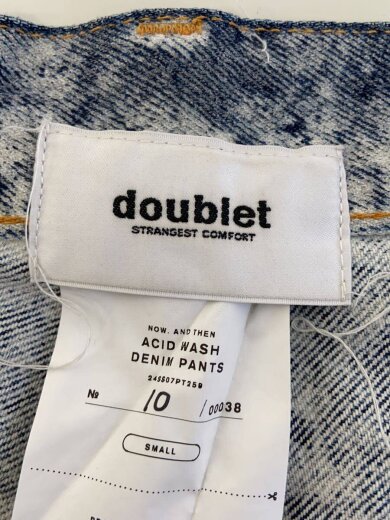 doublet
STRANGEST COMFORT
NOW, AND THEN
ACID WASH
DENIM PANTS
24SS07PT259
№ 10 / 00038
SMALL